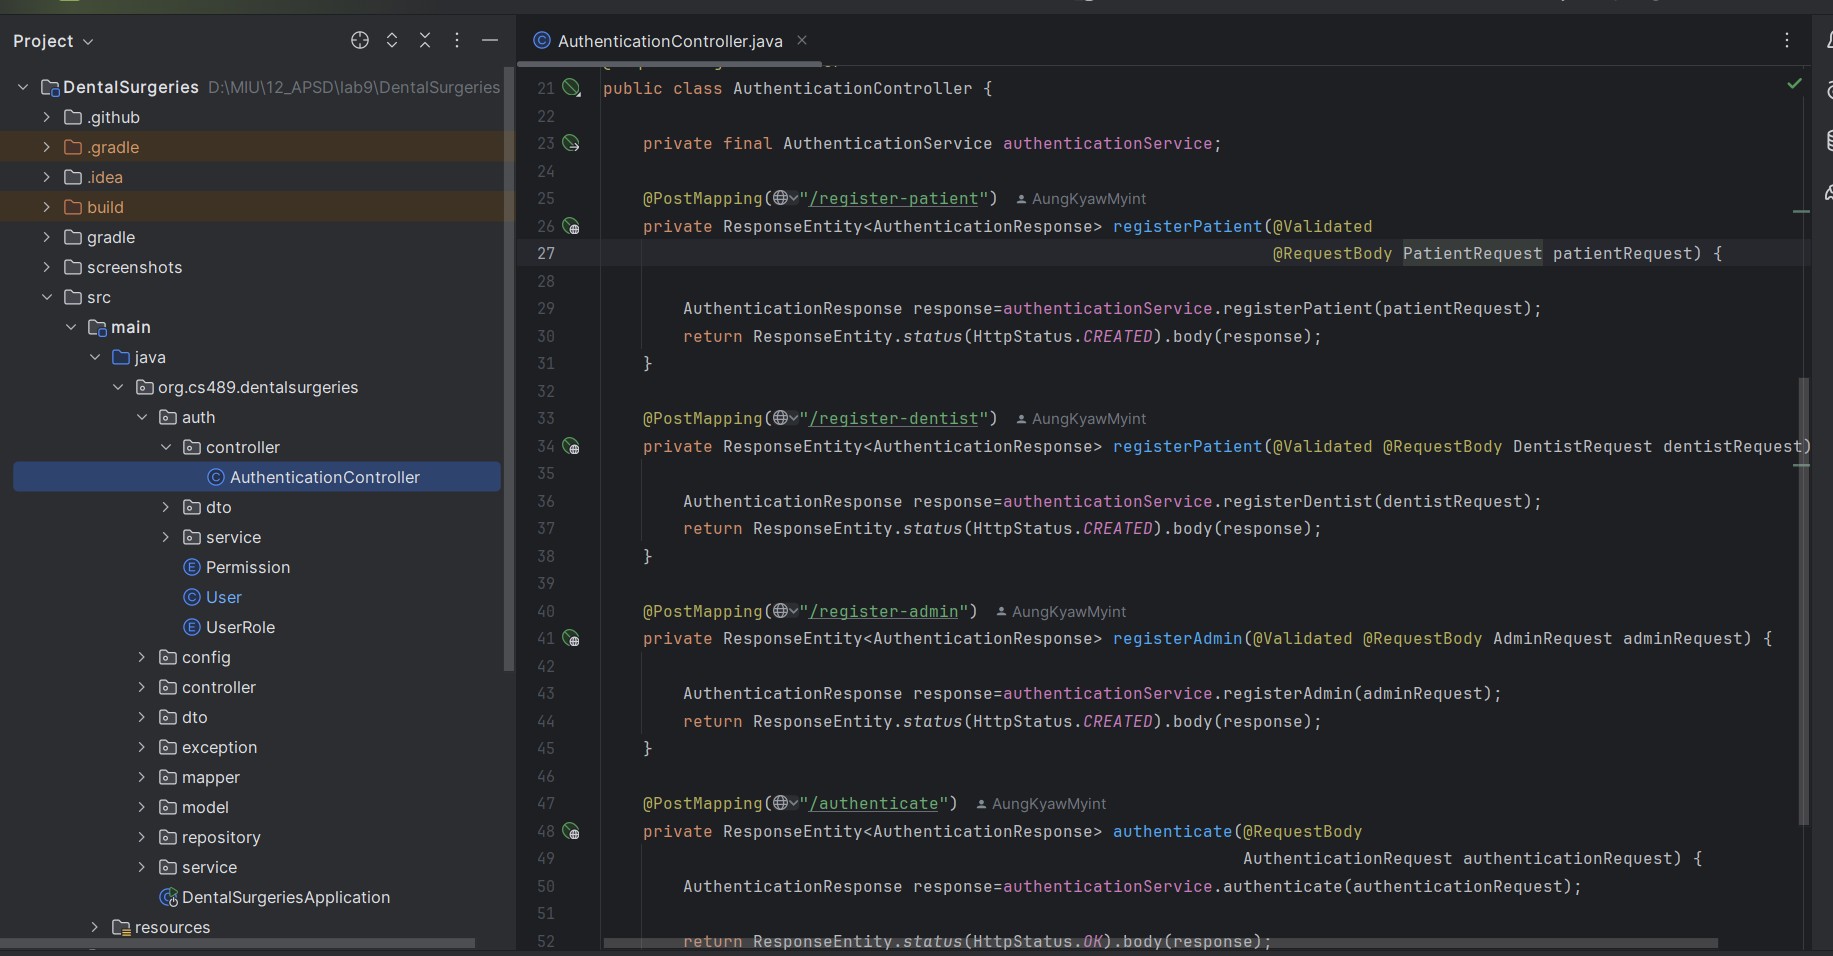 Project
DentalSurgeries D:\MIU\12_APSD\lab9\DentalSurgeries
.github
.gradle
.idea
build
gradle
screenshots
src
main
java
org.cs489.dentalsurgeries
auth
controller
AuthenticationController
dto
service
Permission
User
UserRole
config
controller
dto
exception
mapper
model
repository
service
DentalSurgeriesApplication
resources
AuthenticationController.java
21 public class AuthenticationController {
22
23 private final AuthenticationService authenticationService;
24
25 @PostMapping("/register-patient") AungKyawMyint
26 private ResponseEntity<AuthenticationResponse> registerPatient(@Validated
27 @RequestBody PatientRequest patientRequest) {
28
29 AuthenticationResponse response=authenticationService.registerPatient(patientRequest);
30 return ResponseEntity.status(HttpStatus.CREATED).body(response);
31 }
32
33 @PostMapping("/register-dentist") AungKyawMyint
34 private ResponseEntity<AuthenticationResponse> registerPatient(@Validated @RequestBody DentistRequest dentistRequest)
35
36 AuthenticationResponse response=authenticationService.registerDentist(dentistRequest);
37 return ResponseEntity.status(HttpStatus.CREATED).body(response);
38 }
39
40 @PostMapping("/register-admin") AungKyawMyint
41 private ResponseEntity<AuthenticationResponse> registerAdmin(@Validated @RequestBody AdminRequest adminRequest) {
42
43 AuthenticationResponse response=authenticationService.registerAdmin(adminRequest);
44 return ResponseEntity.status(HttpStatus.CREATED).body(response);
45 }
46
47 @PostMapping("/authenticate") AungKyawMyint
48 private ResponseEntity<AuthenticationResponse> authenticate(@RequestBody
49 AuthenticationRequest authenticationRequest) {
50 AuthenticationResponse response=authenticationService.authenticate(authenticationRequest);
51
52 return ResponseEntity.status(HttpStatus.OK).body(response);